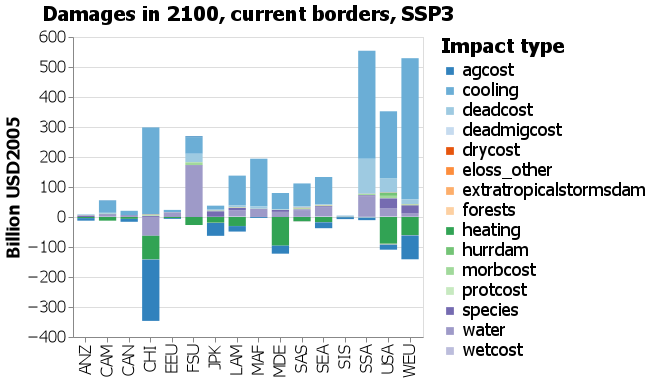 Damages in 2100, current borders, SSP3
Billion USD2005
600
500
400
300
200
100
0
−100
−200
−300
−400
ANZ
CAM
CAN
CHI
EEU
FSU
JPK
LAM
MAF
MDE
SAS
SEA
SIS
SSA
USA
WEU
Impact type
agcost
cooling
deadcost
deadmigcost
drycost
eloss_other
extratropicalstormsdam
forests
heating
hurrdam
morbcost
protcost
species
water
wetcost